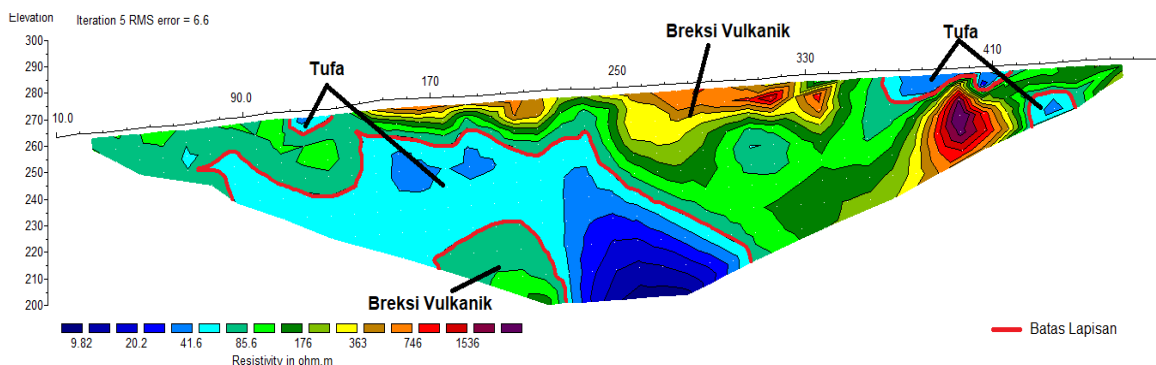 Elevation Iteration 5 RMS error = 6.6
300
290
280
270
260
250
240
230
220
210
200
10.0 90.0 170 250 330 410
Tufa
Breksi Vulkanik
Tufa
Breksi Vulkanik
9.82 20.2 41.6 85.6 176 363 746 1536
Resistivity in ohm.m
Batas Lapisan